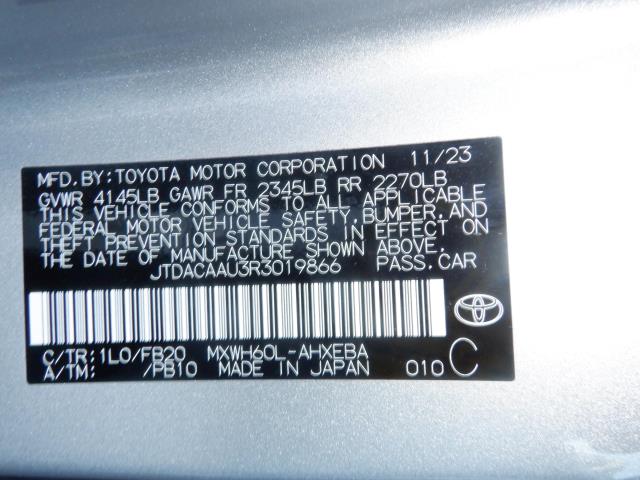 MFD. BY: TOYOTA MOTOR CORPORATION 11/23
GVWR 4145LB GAWR FR 2345LB RR 2270LB
THIS VEHICLE CONFORMS TO ALL APPLICABLE
FEDERAL MOTOR VEHICLE SAFETY, BUMPER, AND
THEFT PREVENTION STANDARDS IN EFFECT ON
THE DATE OF MANUFACTURE SHOWN ABOVE.
JTDACAAU3R3019866 PASS. CAR
C/TR: 1L0/FB20 MXWH60L-AHXEBA
A/TM: /PB10 MADE IN JAPAN 010 C